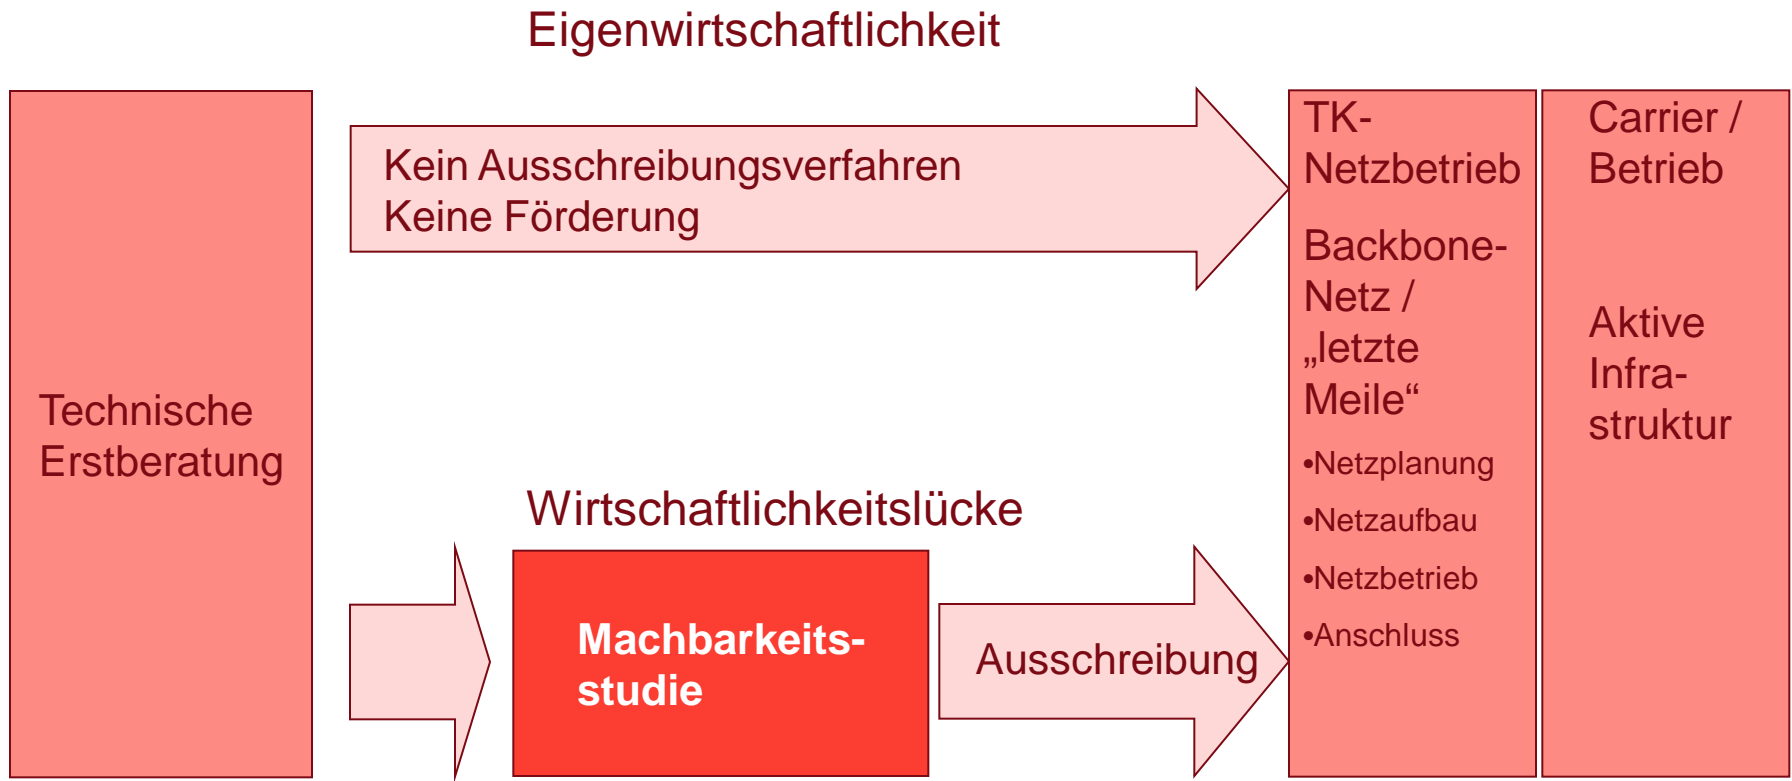 Eigenwirtschaftlichkeit
Technische
Erstberatung
Kein Ausschreibungsverfahren
Keine Förderung
Wirtschaftlichkeitslücke
Machbarkeits-
studie
Ausschreibung
TK-
Netzbetrieb
Backbone-
Netz /
„letzte
Meile“
•Netzplanung
•Netzaufbau
•Netzbetrieb
•Anschluss
Carrier /
Betrieb
Aktive
Infra-
struktur